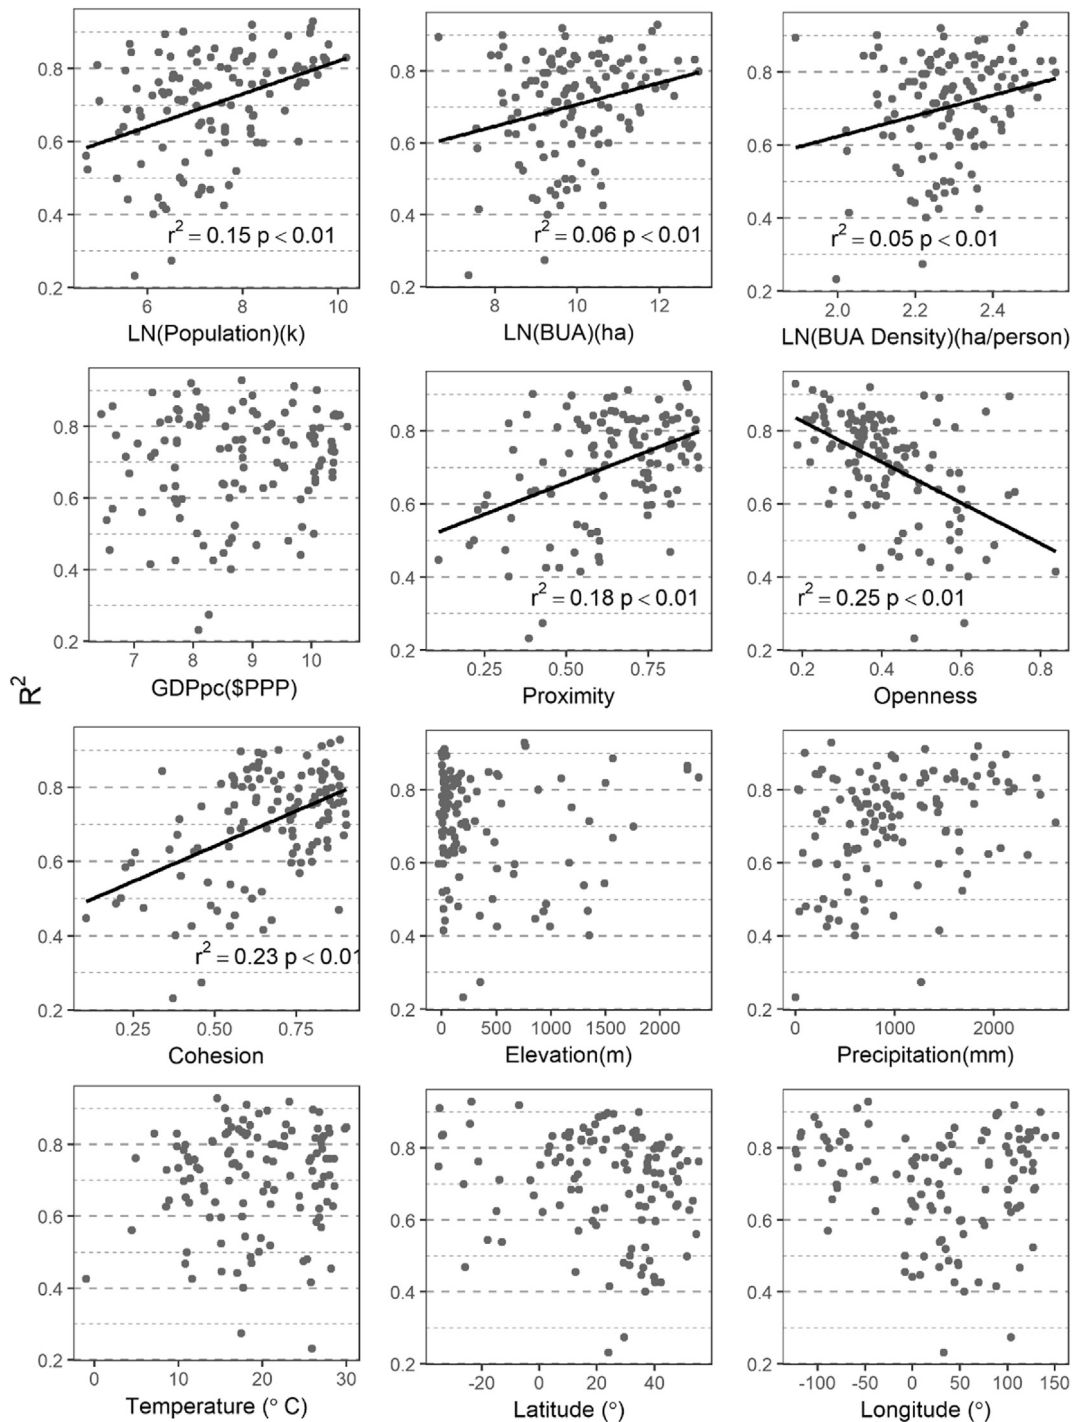 0.8
0.6
0.4
0.2
6 8 10
LN(Population)(k)
r² = 0.15 p < 0.01
0.8
0.6
0.4
0.2
8 10 12
LN(BUA)(ha)
r² = 0.06 p < 0.01
0.8
0.6
0.4
0.2
2.0 2.2 2.4
LN(BUA Density)(ha/person)
r² = 0.05 p < 0.01
0.8
0.6
0.4
0.2
7 8 9 10
GDPpc($PPP)
0.8
0.6
0.4
0.2
0.25 0.50 0.75
Proximity
r² = 0.18 p < 0.01
0.8
0.6
0.4
0.2
0.2 0.4 0.6 0.8
Openness
r² = 0.25 p < 0.01
R²
0.8
0.6
0.4
0.2
0.25 0.50 0.75
Cohesion
r² = 0.23 p < 0.01
0.8
0.6
0.4
0.2
0 500 1000 1500 2000
Elevation(m)
0.8
0.6
0.4
0.2
0 1000 2000
Precipitation(mm)
0.8
0.6
0.4
0.2
0 10 20 30
Temperature (° C)
0.8
0.6
0.4
0.2
-20 0 20 40
Latitude (°)
0.8
0.6
0.4
0.2
-100 -50 0 50 100 150
Longitude (°)